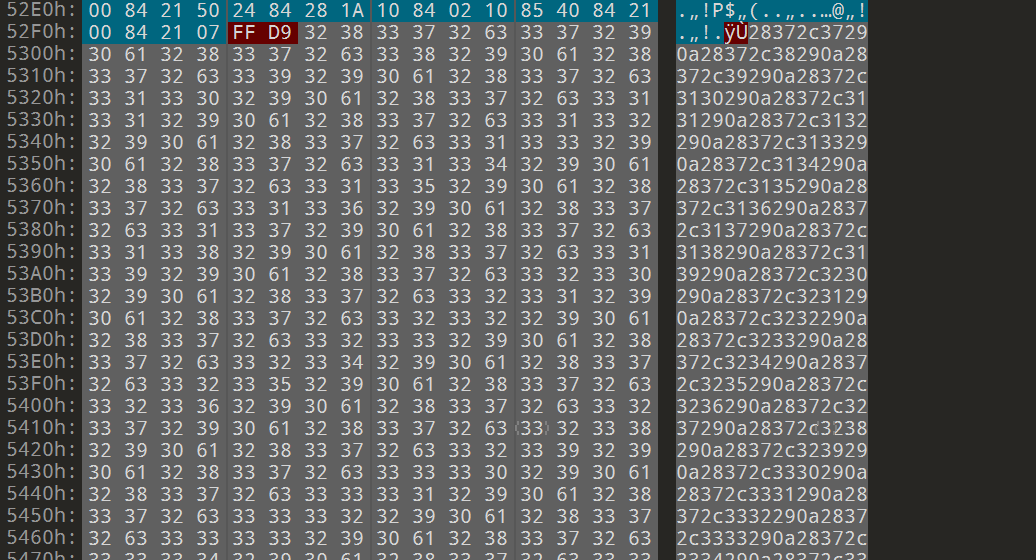 52E0h: 00 84 21 50 24 84 28 1A 10 84 02 10 85 40 84 21 .„!P$„(..„..…@„!
52F0h: 00 84 21 07 FF D9 32 38 33 37 32 63 33 37 32 39 .„!.ÿÙ28372c3729
5300h: 30 61 32 38 33 37 32 63 33 38 32 39 30 61 32 38 0a28372c38290a28
5310h: 33 37 32 63 33 39 32 39 30 61 32 38 33 37 32 63 372c39290a28372c
5320h: 33 31 33 30 32 39 30 61 32 38 33 37 32 63 33 31 3130290a28372c31
5330h: 33 31 32 39 30 61 32 38 33 37 32 63 33 31 33 32 31290a28372c3132
5340h: 32 39 30 61 32 38 33 37 32 63 33 31 33 33 32 39 290a28372c313329
5350h: 30 61 32 38 33 37 32 63 33 31 33 34 32 39 30 61 0a28372c3134290a
5360h: 32 38 33 37 32 63 33 31 33 35 32 39 30 61 32 38 28372c3135290a28
5370h: 33 37 32 63 33 31 33 36 32 39 30 61 32 38 33 37 372c3136290a2837
5380h: 32 63 33 31 33 37 32 39 30 61 32 38 33 37 32 63 2c3137290a28372c
5390h: 33 31 33 38 32 39 30 61 32 38 33 37 32 63 33 31 3138290a28372c31
53A0h: 33 39 32 39 30 61 32 38 33 37 32 63 33 32 33 30 39290a28372c3230
53B0h: 32 39 30 61 32 38 33 37 32 63 33 32 33 31 32 39 290a28372c323129
53C0h: 30 61 32 38 33 37 32 63 33 32 33 32 32 39 30 61 0a28372c3232290a
53D0h: 32 38 33 37 32 63 33 32 33 33 32 39 30 61 32 38 28372c3233290a28
53E0h: 33 37 32 63 33 32 33 34 32 39 30 61 32 38 33 37 372c3234290a2837
53F0h: 32 63 33 32 33 35 32 39 30 61 32 38 33 37 32 63 2c3235290a28372c
5400h: 33 32 33 36 32 39 30 61 32 38 33 37 32 63 33 32 3236290a28372c32
5410h: 33 37 32 39 30 61 32 38 33 37 32 63 33 32 33 38 37290a28372c3238
5420h: 32 39 30 61 32 38 33 37 32 63 33 32 33 39 32 39 290a28372c323929
5430h: 30 61 32 38 33 37 32 63 33 33 33 30 32 39 30 61 0a28372c3330290a
5440h: 32 38 33 37 32 63 33 33 33 31 32 39 30 61 32 38 28372c3331290a28
5450h: 33 37 32 63 33 33 33 32 32 39 30 61 32 38 33 37 372c3332290a2837
5460h: 32 63 33 33 33 33 32 39 30 61 32 38 33 37 32 63 2c3333290a28372c
5470h: 33 33 33 34 32 39 30 61 32 38 33 37 32 63 33 33 3334290a28372c33